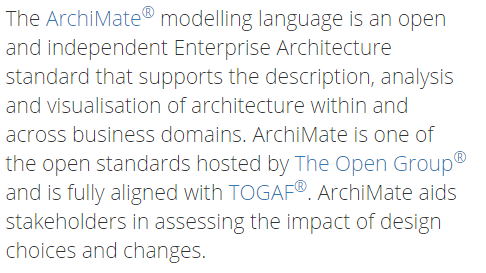 The ArchiMate® modelling language is an open
and independent Enterprise Architecture
standard that supports the description, analysis
and visualisation of architecture within and
across business domains. ArchiMate is one of
the open standards hosted by The Open Group®
and is fully aligned with TOGAF®. ArchiMate aids
stakeholders in assessing the impact of design
choices and changes.